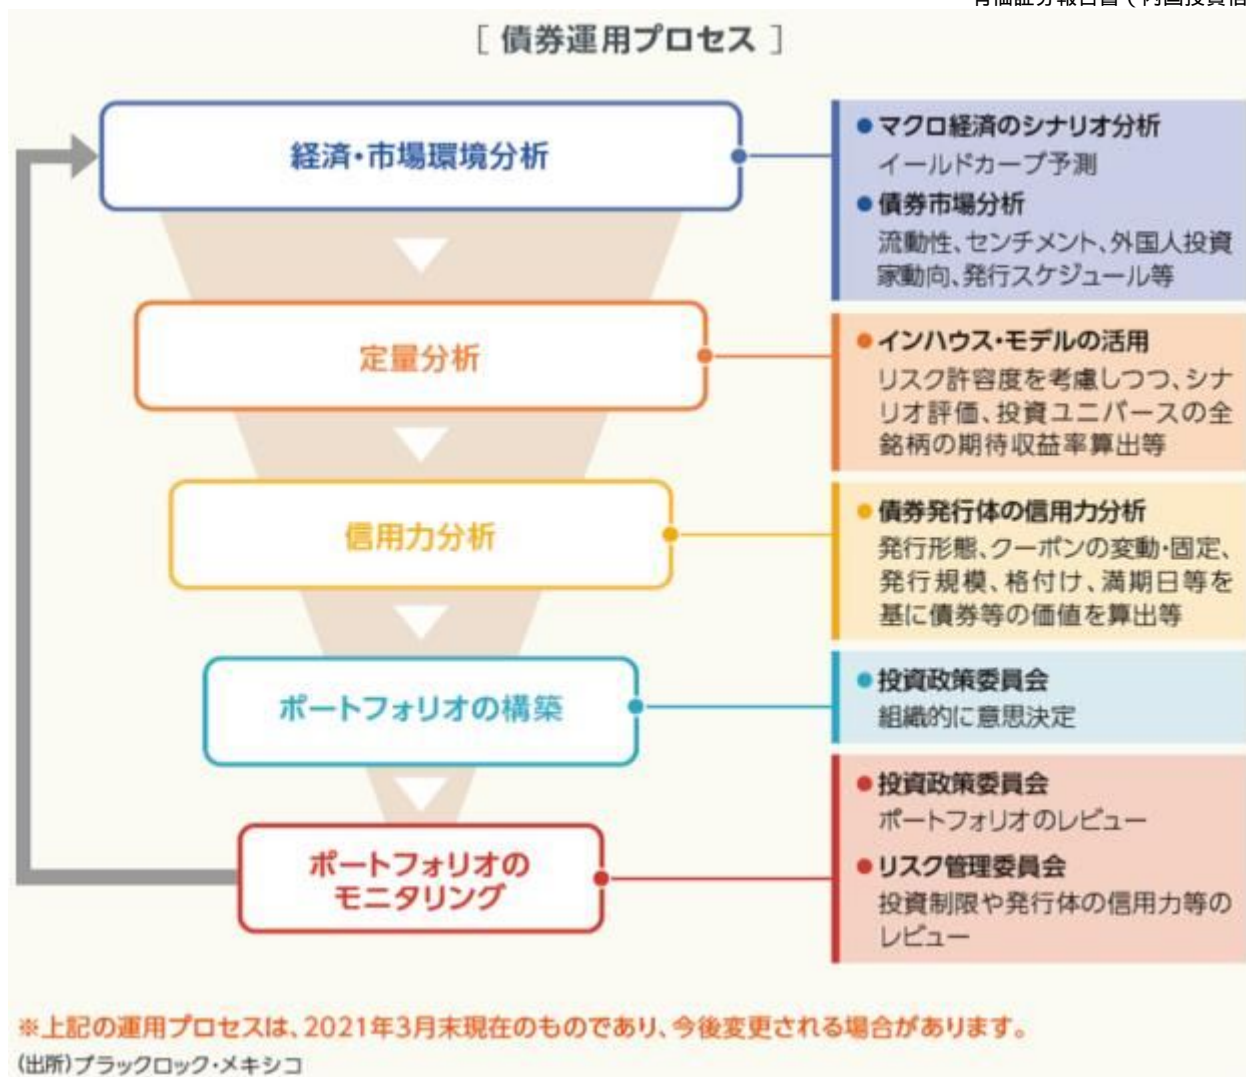 [ 債券運用プロセス ]
経済・市場環境分析
●マクロ経済のシナリオ分析
イールドカーブ予測
●債券市場分析
流動性、センチメント、外国人投資
家動向、発行スケジュール等
定量分析
●インハウス・モデルの活用
リスク許容度を考慮しつつ、シナ
リオ評価、投資ユニバースの全
銘柄の期待収益率算出等
信用力分析
●債券発行体の信用力分析
発行形態、クーポンの変動・固定、
発行規模、格付け、満期日等を
基に債券等の価値を算出等
ポートフォリオの構築
●投資政策委員会
組織的に意思決定
ポートフォリオの
モニタリング
●投資政策委員会
ポートフォリオのレビュー
●リスク管理委員会
投資制限や発行体の信用力等の
レビュー
※上記の運用プロセスは、2021年3月末現在のものであり、今後変更される場合があります。
(出所)ブラックロック・メキシコ